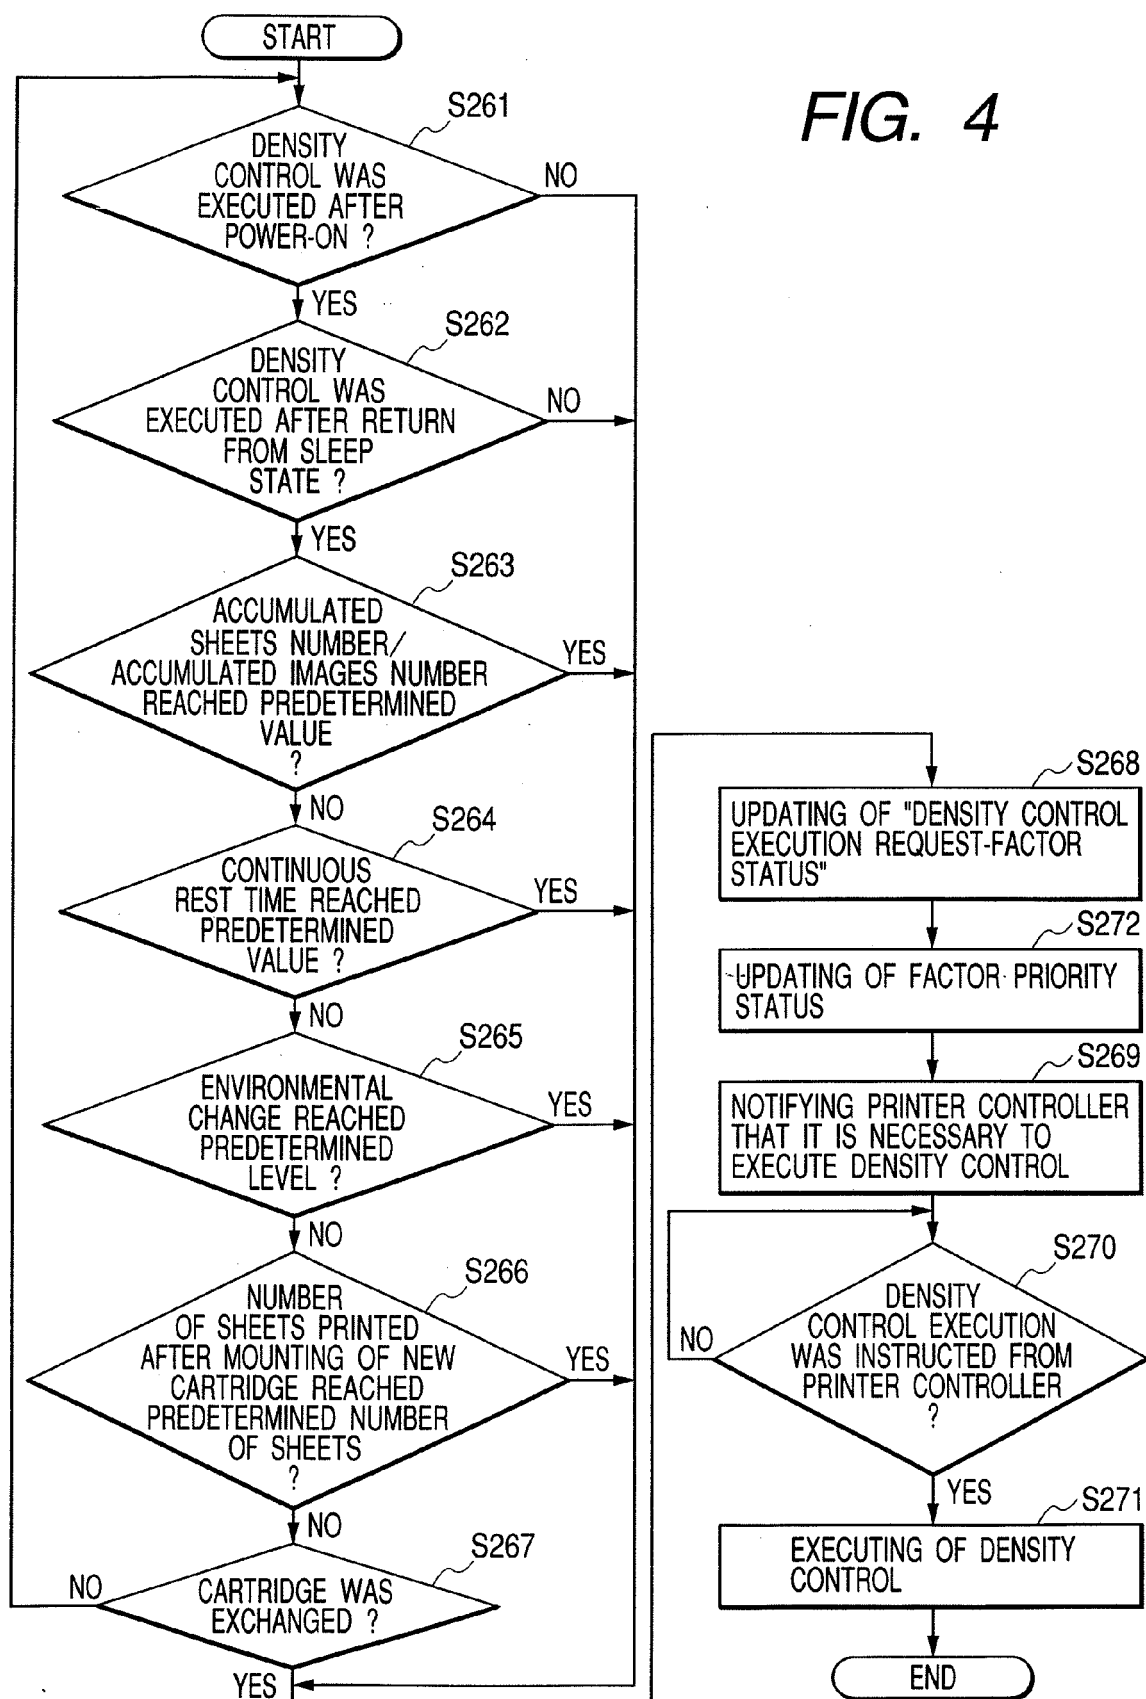 START
FIG. 4
S261
DENSITY
CONTROL WAS
EXECUTED AFTER
POWER-ON ?
NO
YES
S262
DENSITY
CONTROL WAS
EXECUTED AFTER RETURN
FROM SLEEP
STATE ?
NO
YES
S263
ACCUMULATED
SHEETS NUMBER/
ACCUMULATED IMAGES NUMBER
REACHED PREDETERMINED
VALUE
?
YES
NO
S264
CONTINUOUS
REST TIME REACHED
PREDETERMINED
VALUE ?
YES
NO
S265
ENVIRONMENTAL
CHANGE REACHED
PREDETERMINED
LEVEL ?
YES
NO
S266
NUMBER
OF SHEETS PRINTED
AFTER MOUNTING OF NEW
CARTRIDGE REACHED
PREDETERMINED NUMBER
OF SHEETS
?
YES
NO
S267
CARTRIDGE WAS
EXCHANGED ?
NO
YES
S268
UPDATING OF "DENSITY CONTROL
EXECUTION REQUEST-FACTOR
STATUS"
S272
UPDATING OF FACTOR PRIORITY
STATUS
S269
NOTIFYING PRINTER CONTROLLER
THAT IT IS NECESSARY TO
EXECUTE DENSITY CONTROL
S270
DENSITY
CONTROL EXECUTION
WAS INSTRUCTED FROM
PRINTER CONTROLLER
?
NO
YES
S271
EXECUTING OF DENSITY
CONTROL
END